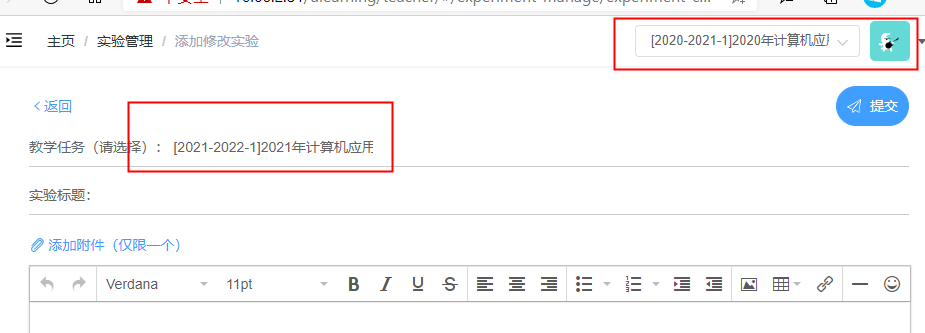 主页 / 实验管理 / 添加修改实验
[2020-2021-1]2020年计算机应用
返回
提交
教学任务（请选择）： [2021-2022-1]2021年计算机应用
实验标题：
添加附件（仅限一个）
Verdana 11pt B I U S